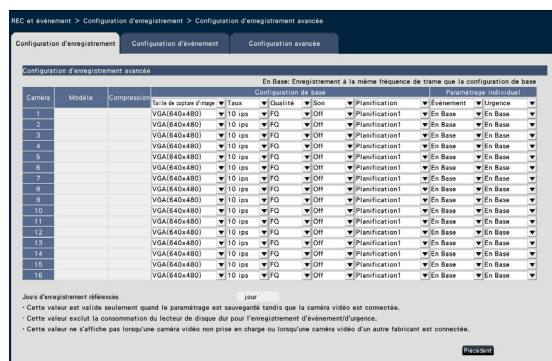 REC et événement > Configuration d'enregistrement > Configuration d'enregistrement avancée
Configuration d'enregistrement Configuration d'événement Configuration avancée
Configuration d'enregistrement avancée
En Base: Enregistrement à la même fréquence de trame que la configuration de base
Caméra Modèle Compression Configuration de base Paramétrage individuel
Taille de capture d'image Taux Qualité Son Planification Événement Urgence
1 VGA(640x480) 10 ips FQ Off Planification1 En Base En Base
2 VGA(640x480) 10 ips FQ Off Planification1 En Base En Base
3 VGA(640x480) 10 ips FQ Off Planification1 En Base En Base
4 VGA(640x480) 10 ips FQ Off Planification1 En Base En Base
5 VGA(640x480) 10 ips FQ Off Planification1 En Base En Base
6 VGA(640x480) 10 ips FQ Off Planification1 En Base En Base
7 VGA(640x480) 10 ips FQ Off Planification1 En Base En Base
8 VGA(640x480) 10 ips FQ Off Planification1 En Base En Base
9 VGA(640x480) 10 ips FQ Off Planification1 En Base En Base
10 VGA(640x480) 10 ips FQ Off Planification1 En Base En Base
11 VGA(640x480) 10 ips FQ Off Planification1 En Base En Base
12 VGA(640x480) 10 ips FQ Off Planification1 En Base En Base
13 VGA(640x480) 10 ips FQ Off Planification1 En Base En Base
14 VGA(640x480) 10 ips FQ Off Planification1 En Base En Base
15 VGA(640x480) 10 ips FQ Off Planification1 En Base En Base
16 VGA(640x480) 10 ips FQ Off Planification1 En Base En Base
Jours d'enregistrement référencés jour
· Cette valeur est valide seulement quand le paramétrage est sauvegardé tandis que la caméra vidéo est connectée.
· Cette valeur exclut la consommation du lecteur de disque dur pour l'enregistrement d'événement/d'urgence.
· Cette valeur ne s'affiche pas lorsqu'une caméra vidéo non prise en charge ou lorsqu'une caméra vidéo d'un autre fabricant est connectée.
Précédent